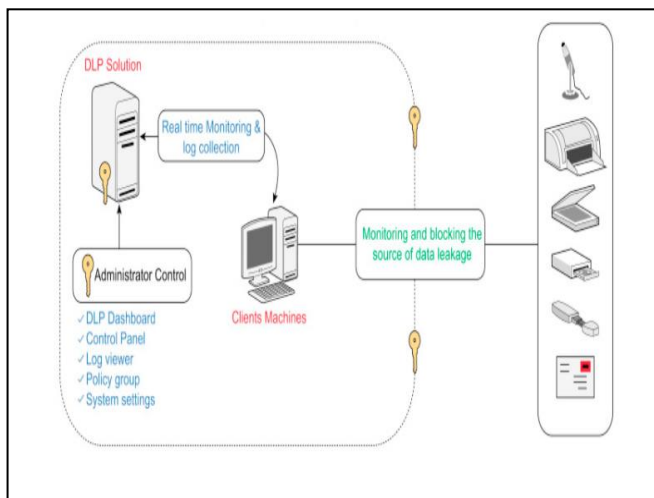 DLP Solution
Real time Monitoring &
log collection
Monitoring and blocking the
source of data leakage
Administrator Control
Clients Machines
✓ DLP Dashboard
✓ Control Panel
✓ Log viewer
✓ Policy group
✓ System settings